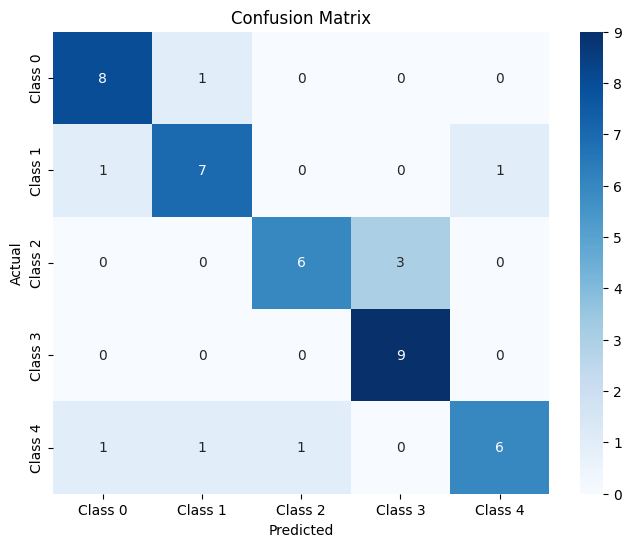 Confusion Matrix
Class 0
8 1 0 0 0
Class 1
1 7 0 0 1
Actual
Class 2
0 0 6 3 0
Class 3
0 0 0 9 0
Class 4
1 1 1 0 6
Class 0 Class 1 Class 2 Class 3 Class 4
Predicted
9
8
7
6
5
4
3
2
1
0